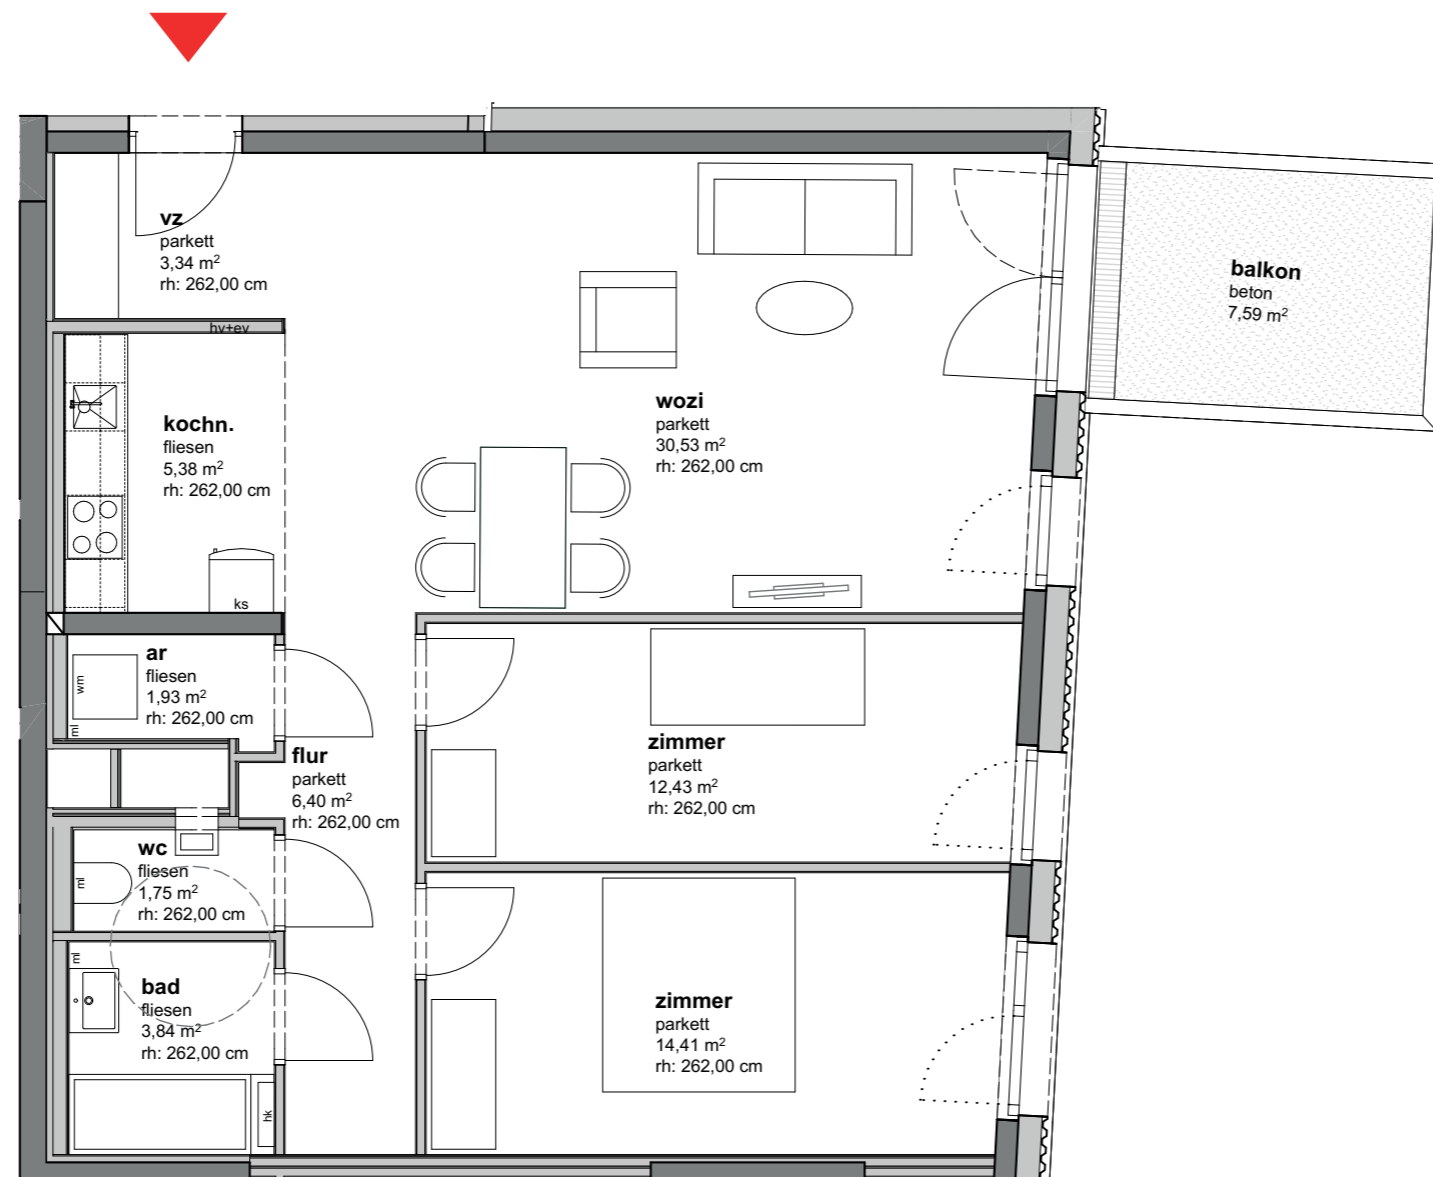 vz
parkett
3,34 m²
rh: 262,00 cm
hv+ev
balkon
beton
7,59 m²
kochn.
fliesen
5,38 m²
rh: 262,00 cm
wozi
parkett
30,53 m²
rh: 262,00 cm
ks
ar
fliesen
1,93 m²
rh: 262,00 cm
wm
ml
flur
parkett
6,40 m²
rh: 262,00 cm
zimmer
parkett
12,43 m²
rh: 262,00 cm
wc
fliesen
1,75 m²
rh: 262,00 cm
ml
ml
bad
fliesen
3,84 m²
rh: 262,00 cm
hk
zimmer
parkett
14,41 m²
rh: 262,00 cm